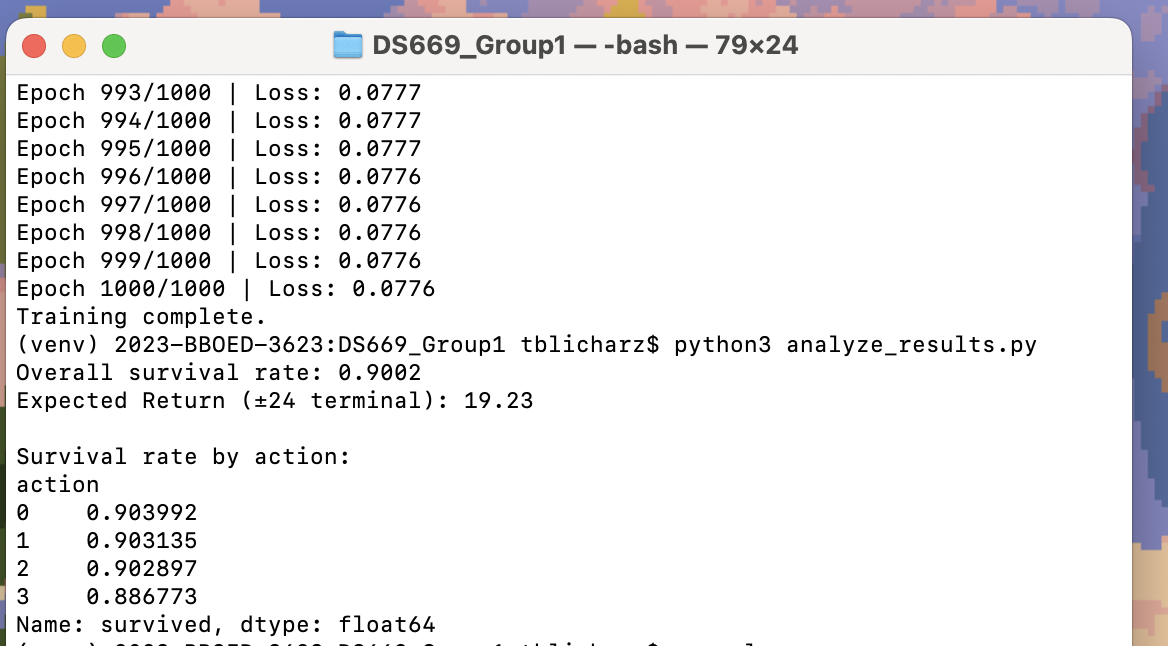 DS669_Group1 — -bash — 79×24
Epoch 993/1000 | Loss: 0.0777
Epoch 994/1000 | Loss: 0.0777
Epoch 995/1000 | Loss: 0.0777
Epoch 996/1000 | Loss: 0.0776
Epoch 997/1000 | Loss: 0.0776
Epoch 998/1000 | Loss: 0.0776
Epoch 999/1000 | Loss: 0.0776
Epoch 1000/1000 | Loss: 0.0776
Training complete.
(venv) 2023-BBOED-3623:DS669_Group1 tblicharz$ python3 analyze_results.py
Overall survival rate: 0.9002
Expected Return (±24 terminal): 19.23
Survival rate by action:
action
0    0.903992
1    0.903135
2    0.902897
3    0.886773
Name: survived, dtype: float64